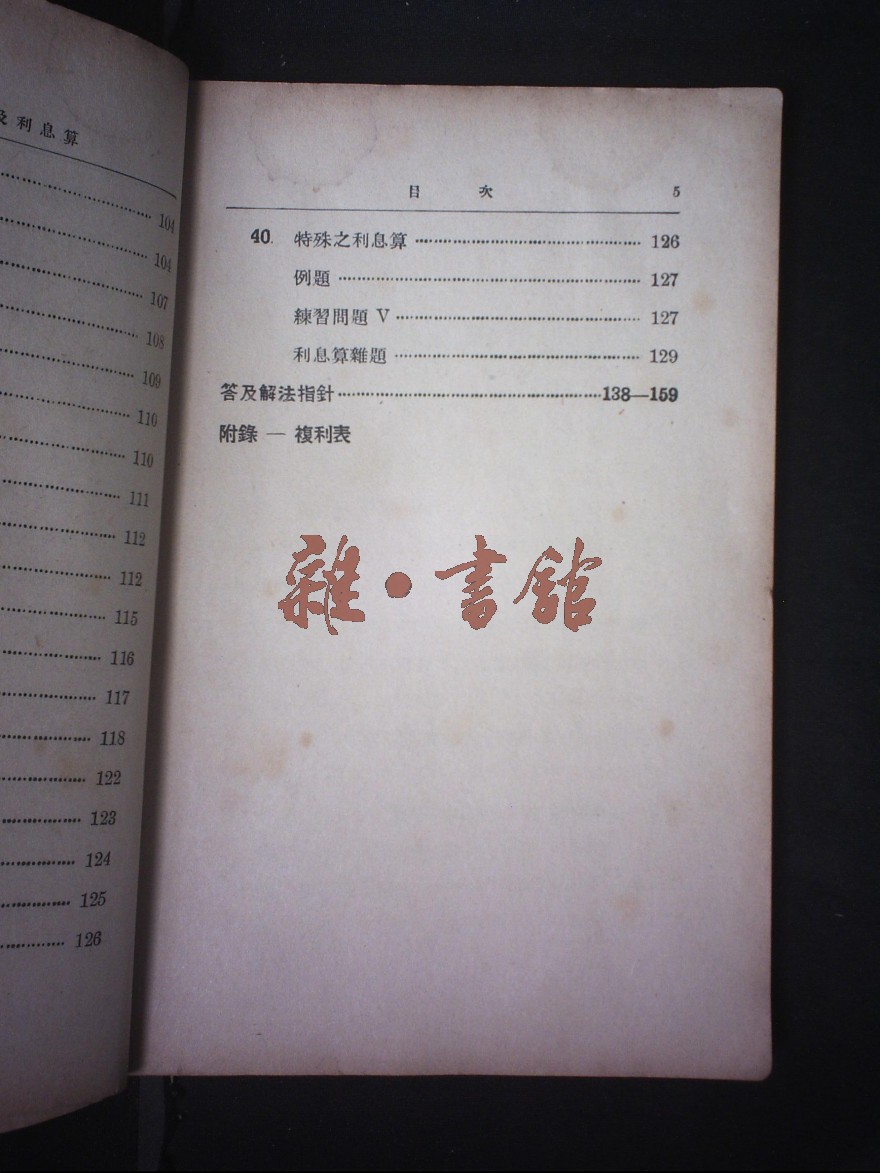 及利息算
104
104
107
108
109
110
110
111
112
112
115
116
117
118
122
123
124
125
126
目 次 5
40. 特殊之利息算 126
例題 127
練習問題 V 127
利息算雜題 129
答及解法指針 138—159
附錄 — 複利表
雜·書館